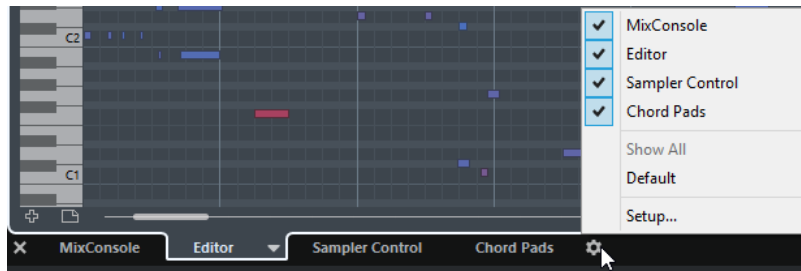 C2
C1
MixConsole
Editor
Sampler Control
Chord Pads
Show All
Default
Setup...
MixConsole Editor Sampler Control Chord Pads